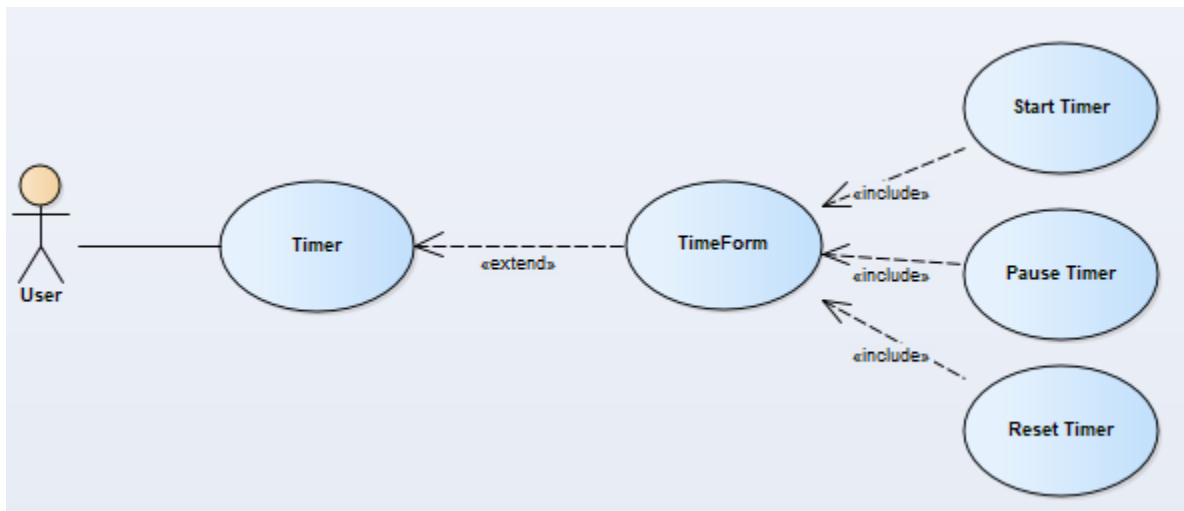 Start Timer
«include»
User
Timer
«extend»
TimeForm
«include»
Pause Timer
«include»
Reset Timer